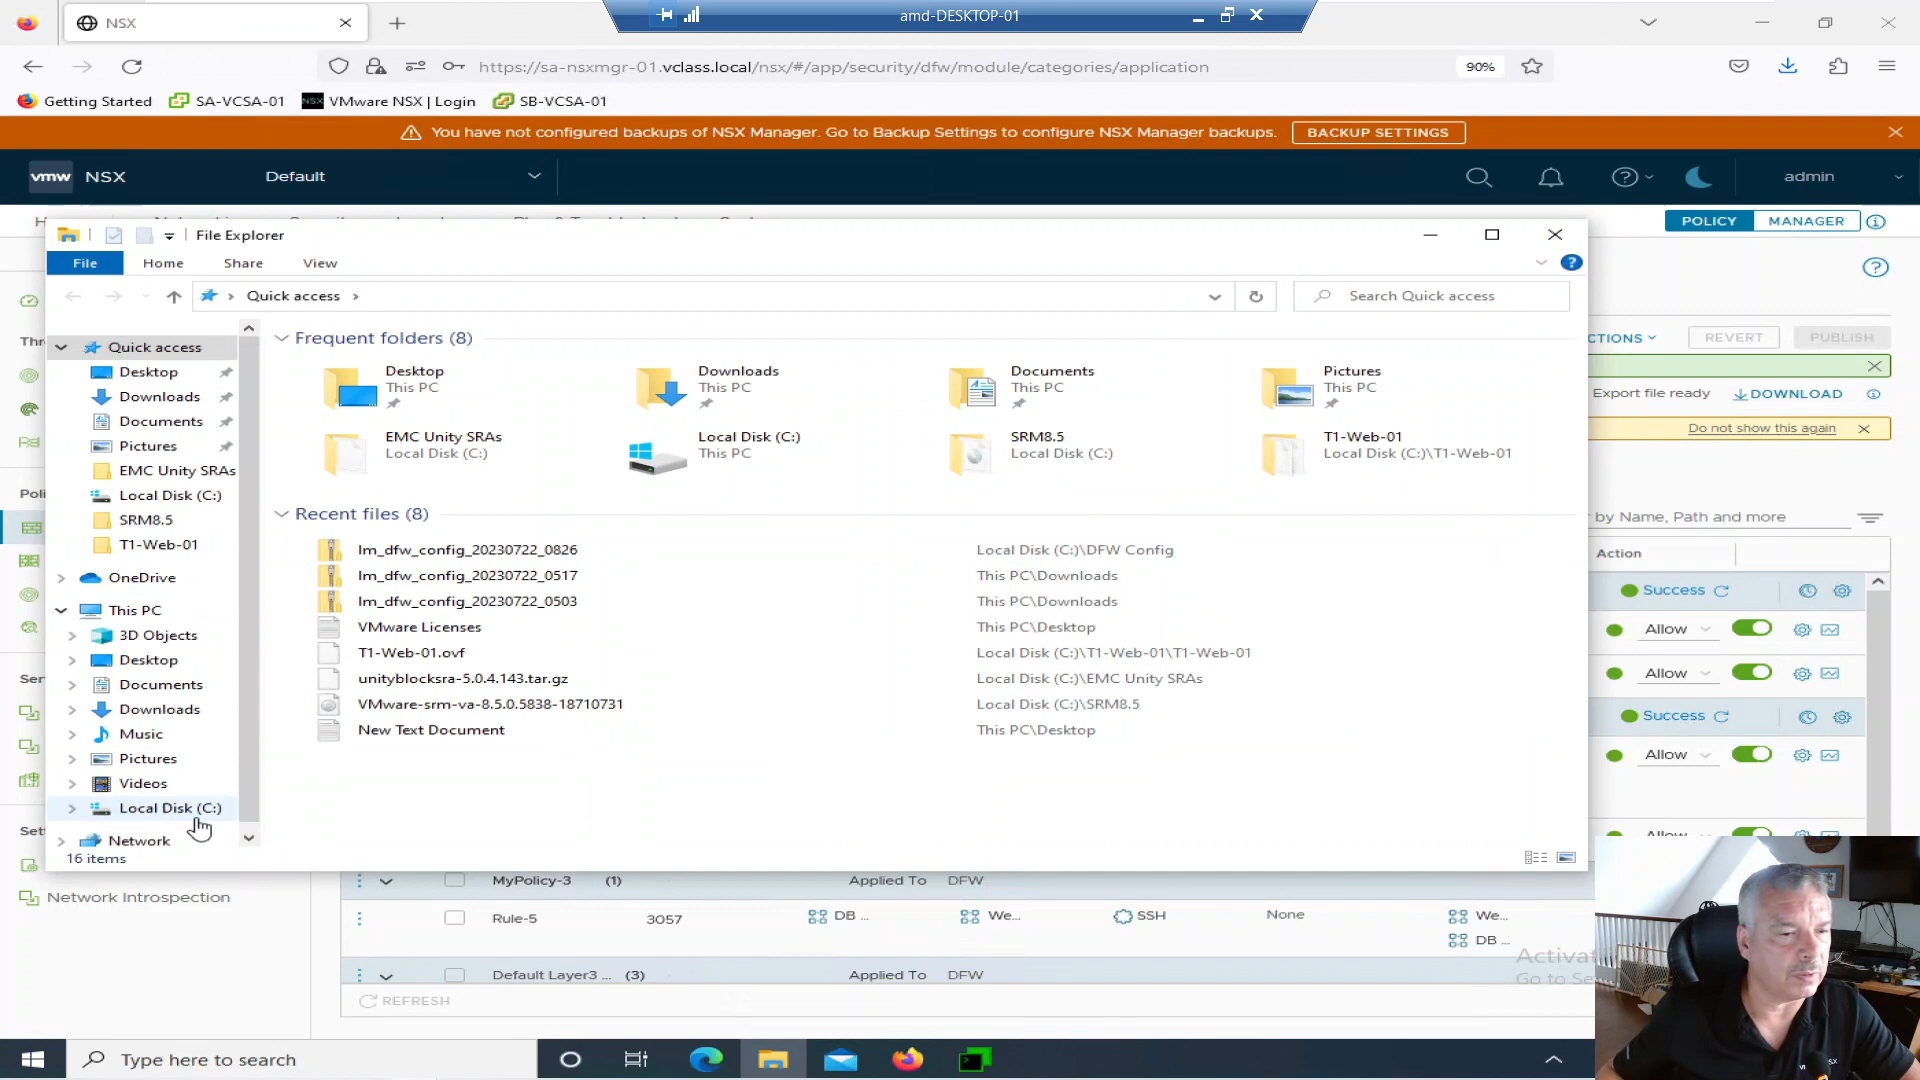 NSX
amd-DESKTOP-01
https://sa-nsxmgr-01.vclass.local/nsx/#/app/security/dfw/module/categories/application
90%
Getting Started
SA-VCSA-01
VMware NSX | Login
SB-VCSA-01
You have not configured backups of NSX Manager. Go to Backup Settings to configure NSX Manager backups.
BACKUP SETTINGS
vmw NSX
Default
admin
POLICY
MANAGER
File Explorer
File
Home
Share
View
Quick access
Search Quick access
Quick access
Desktop
Downloads
Documents
Pictures
EMC Unity SRAs
Local Disk (C:)
SRM8.5
T1-Web-01
OneDrive
This PC
3D Objects
Desktop
Documents
Downloads
Music
Pictures
Videos
Local Disk (C:)
Network
16 items
Frequent folders (8)
Desktop
This PC
Downloads
This PC
Documents
This PC
Pictures
This PC
EMC Unity SRAs
Local Disk (C:)
Local Disk (C:)
This PC
SRM8.5
Local Disk (C:)
T1-Web-01
Local Disk (C:)\T1-Web-01
Recent files (8)
lm_dfw_config_20230722_0826 Local Disk (C:)\DFW Config
lm_dfw_config_20230722_0517 This PC\Downloads
lm_dfw_config_20230722_0503 This PC\Downloads
VMware Licenses This PC\Desktop
T1-Web-01.ovf Local Disk (C:)\T1-Web-01\T1-Web-01
unityblocksra-5.0.4.143.tar.gz Local Disk (C:)\EMC Unity SRAs
VMware-srm-va-8.5.0.5838-18710731 Local Disk (C:)\SRM8.5
New Text Document This PC\Desktop
Thr
Poli
Ser
Set
CTIONS
REVERT
PUBLISH
Export file ready
DOWNLOAD
Do not show this again
by Name, Path and more
Action
Success
Allow
Allow
Success
Allow
Network Introspection
MyPolicy-3 (1) Applied To DFW
Rule-5 3057 DB ... We... SSH None We...
DB ...
Default Layer3 ... (3) Applied To DFW
REFRESH
Type here to search